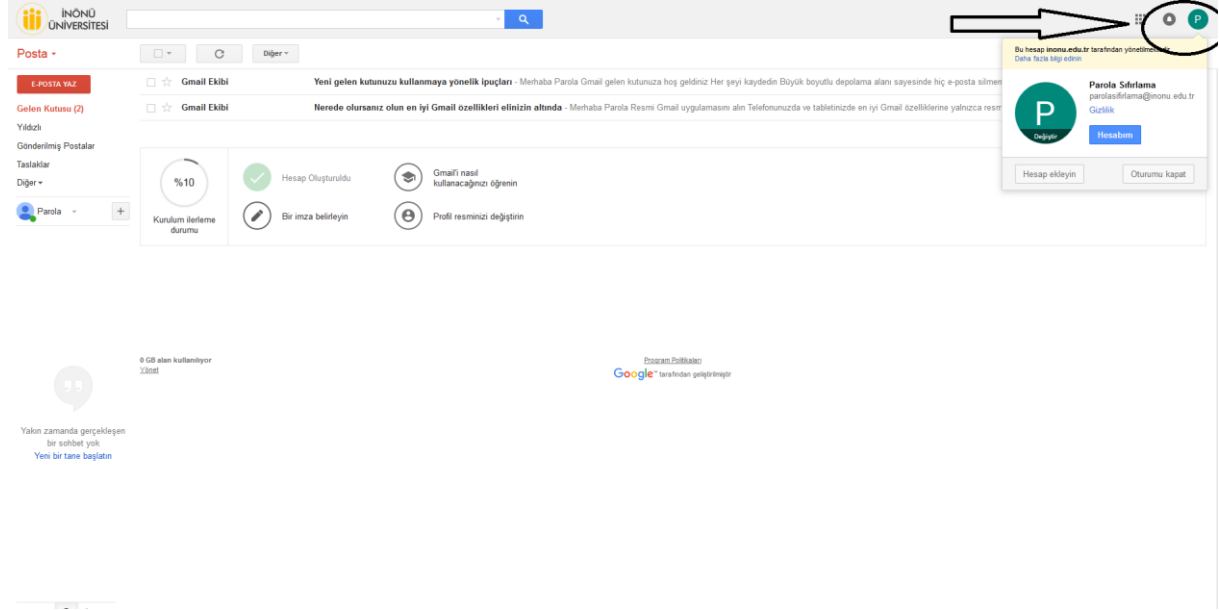 İNÖNÜ
ÜNİVERSİTESİ
P
Posta
Diğer
Bu hesap inonu.edu.tr tarafından yönetilmektedir.
Daha fazla bilgi edinin
E-POSTA YAZ
Gelen Kutusu (2)
Yıldızlı
Gönderilmiş Postalar
Taslaklar
Diğer
Parola
+
Gmail Ekibi
Yeni gelen kutunuzu kullanmaya yönelik ipuçları - Merhaba Parola Gmail gelen kutunuza hoş geldiniz Her şeyi kaydedin Büyük boyutlu depolama alanı sayesinde hiç e-posta silmen
Gmail Ekibi
Nerede olursanız olun en iyi Gmail özellikleri elinizin altında - Merhaba Parola Resmi Gmail uygulamasını alın Telefonunuzda ve tabletinizde en iyi Gmail özelliklerine yalnızca resm
P
Değiştir
Parola Sıfırlama
parolasifirlama@inonu.edu.tr
Gizlilik
Hesabım
Hesap ekleyin
Oturumu kapat
%10
Kurulum ilerleme
durumu
Hesap Oluşturuldu
Gmail'i nasıl
kullanacağınızı öğrenin
Bir imza belirleyin
Profil resminizi değiştirin
0 GB alan kullanılıyor
Yönet
Program Politikaları
Google™ tarafından geliştirilmiştir
Yakın zamanda gerçekleşen
bir sohbet yok
Yeni bir tane başlatın